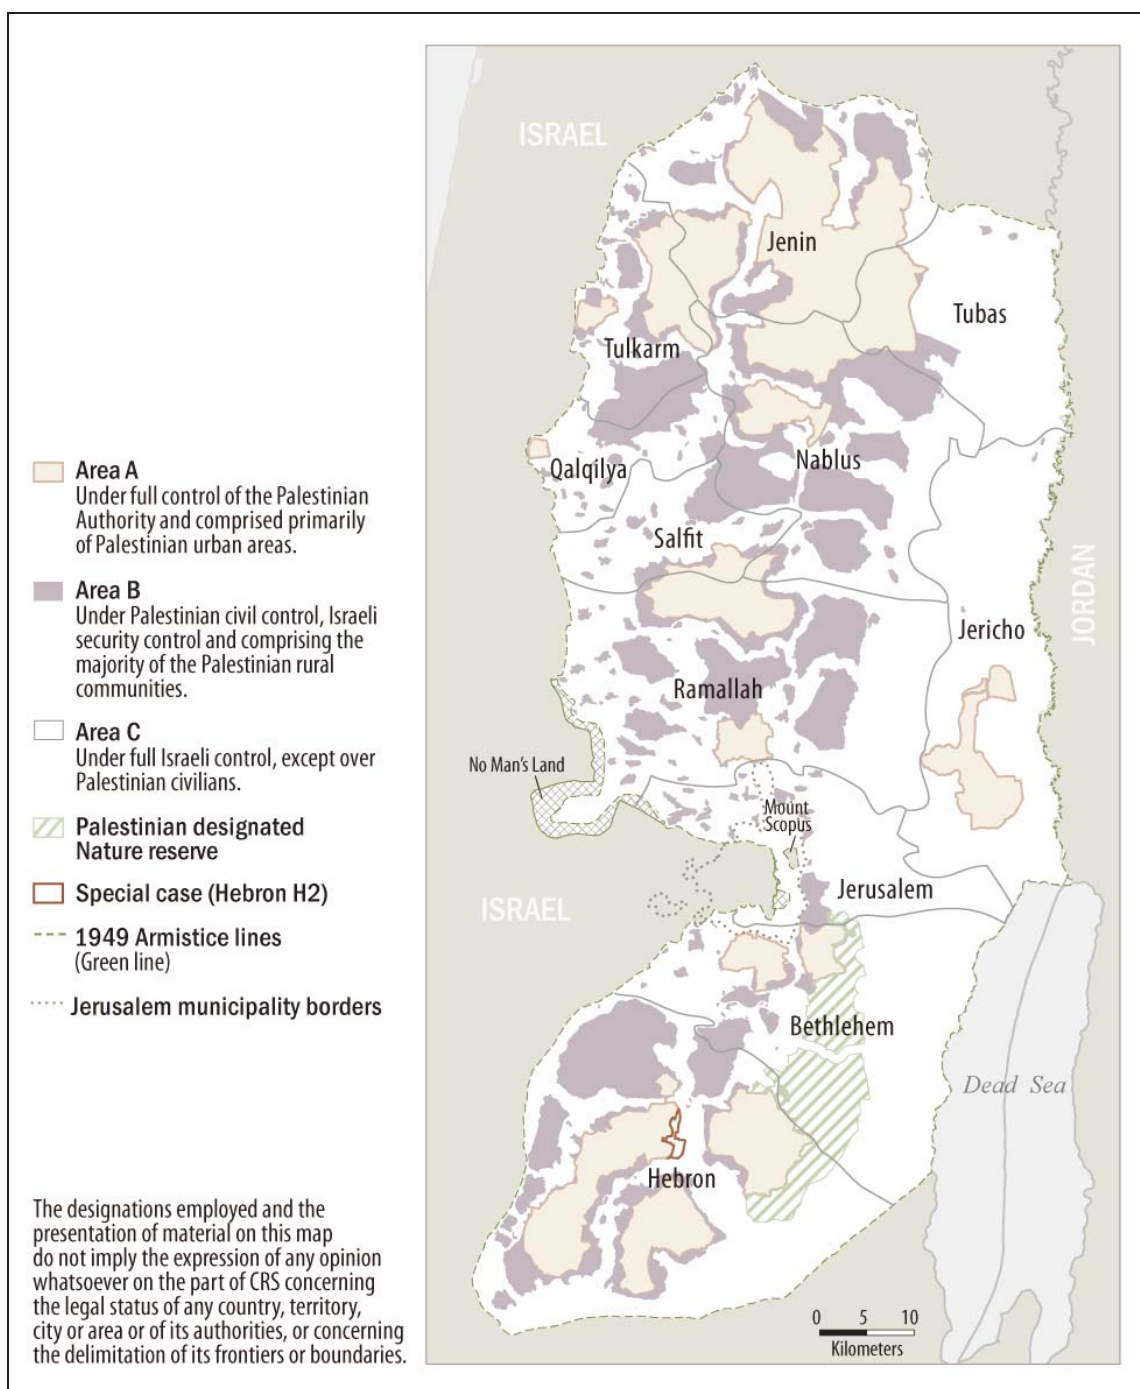 Area A
Under full control of the Palestinian
Authority and comprised primarily
of Palestinian urban areas.
Area B
Under Palestinian civil control, Israeli
security control and comprising the
majority of the Palestinian rural
communities.
Area C
Under full Israeli control, except over
Palestinian civilians.
Palestinian designated
Nature reserve
Special case (Hebron H2)
1949 Armistice lines
(Green line)
Jerusalem municipality borders
The designations employed and the
presentation of material on this map
do not imply the expression of any opinion
whatsoever on the part of CRS concerning
the legal status of any country, territory,
city or area or of its authorities, or concerning
the delimitation of its frontiers or boundaries.
ISRAEL
Jenin
Tubas
Tulkarm
Qalqilya
Nablus
Salfit
JORDAN
Jericho
Ramallah
No Man's Land
Mount
Scopus
Jerusalem
ISRAEL
Bethlehem
Dead Sea
Hebron
0 5 10
Kilometers